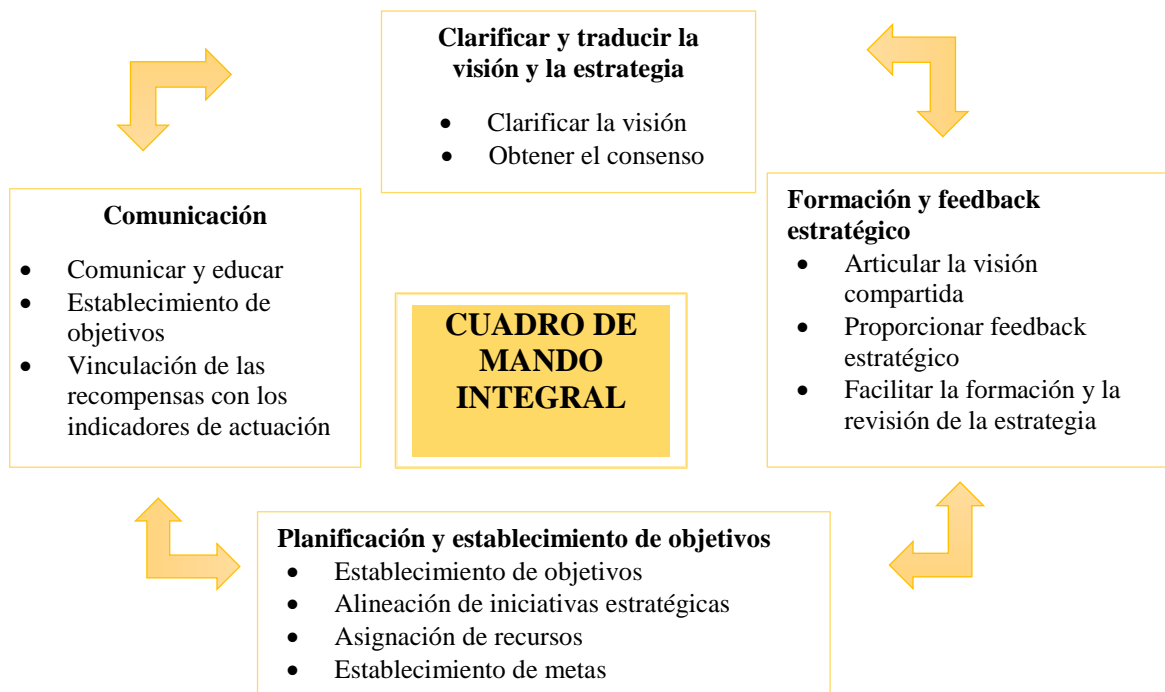 Clarificar y traducir la
visión y la estrategia
• Clarificar la visión
• Obtener el consenso
Comunicación
• Comunicar y educar
• Establecimiento de
objetivos
• Vinculación de las
recompensas con los
indicadores de actuación
CUADRO DE
MANDO
INTEGRAL
Formación y feedback
estratégico
• Articular la visión
compartida
• Proporcionar feedback
estratégico
• Facilitar la formación y la
revisión de la estrategia
Planificación y establecimiento de objetivos
• Establecimiento de objetivos
• Alineación de iniciativas estratégicas
• Asignación de recursos
• Establecimiento de metas